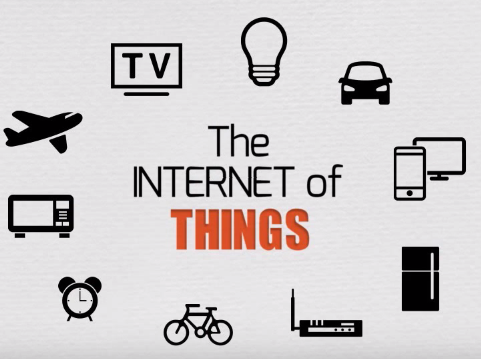 TV
The
INTERNET of
THINGS